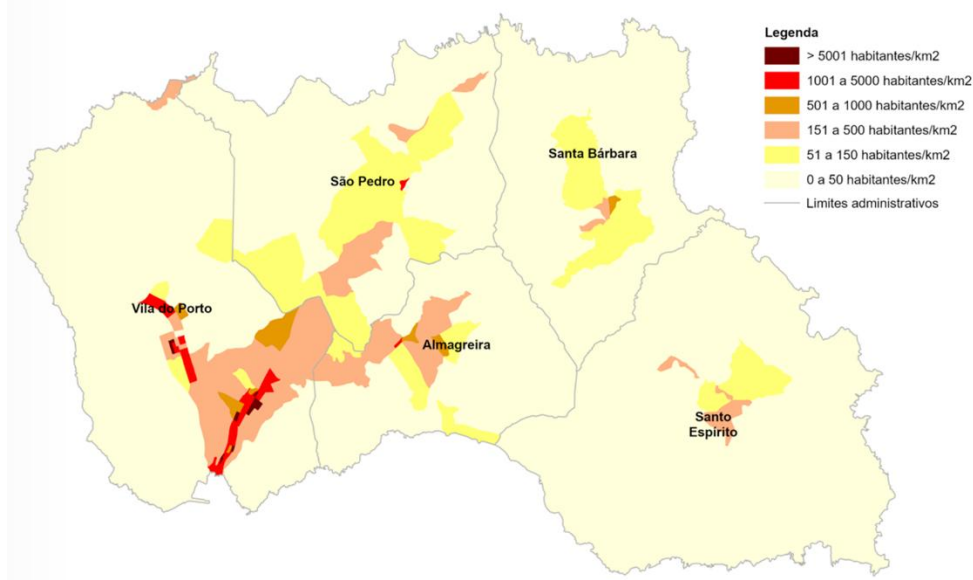 Legenda
> 5001 habitantes/km2
1001 a 5000 habitantes/km2
501 a 1000 habitantes/km2
151 a 500 habitantes/km2
51 a 150 habitantes/km2
0 a 50 habitantes/km2
Limites administrativos
Santa Bárbara
São Pedro
Vila do Porto
Almagreira
Santo
Espírito